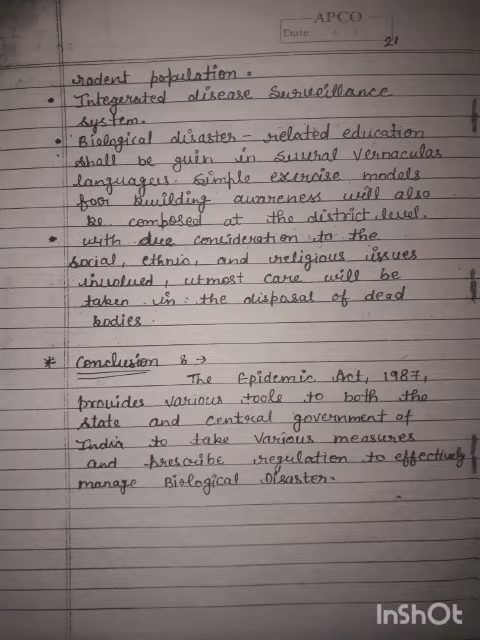 APCO
Date
21
rodent population.
• Integerated disease surveillance
system.
• Biological disaster - related education
shall be given in several vernacular
languages. Simple exercise models
foor building awareness will also
be composed at the district level.
• with due consideration to the
social, ethnic, and religious issues
involved, utmost care will be
taken in the disposal of dead
bodies.
* Conclusion :→
The Epidemic Act, 1987,
provides various tools to both the
state and central government of
India to take various measures
and prescribe regulation to effectively
manage Biological Disaster.
InShOt